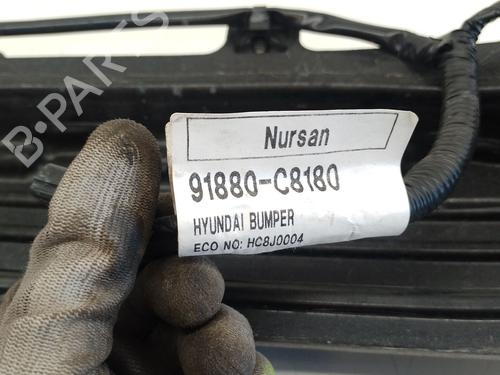 B-PARTS
Nursan
91880-C8180
HYUNDAI BUMPER
ECO NO: HC8J0004